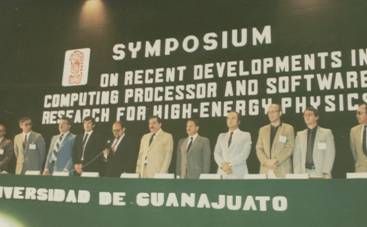 SYMPOSIUM
ON RECENT DEVELOPMENTS IN
COMPUTING PROCESSOR AND SOFTWARE
RESEARCH FOR HIGH-ENERGY PHYSICS
UNIVERSIDAD DE GUANAJUATO